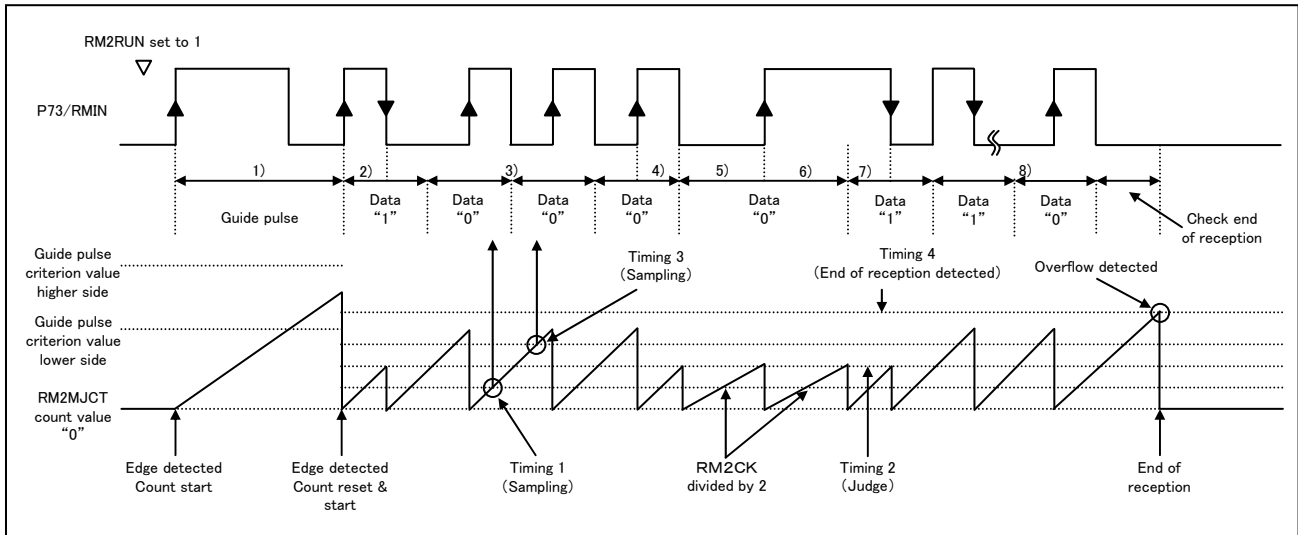 RM2RUN set to 1
P73/RMIN
1)
2)
3)
4)
5)
6)
7)
8)
Guide pulse
Data
“1”
Data
“0”
Data
“0”
Data
“0”
Data
“0”
Data
“1”
Data
“1”
Data
“0”
Check end
of reception
Guide pulse
criterion value
higher side
Timing 3
(Sampling)
Timing 4
(End of reception detected)
Overflow detected
Guide pulse
criterion value
lower side
RM2MJCT
count value
“0”
Edge detected
Count start
Edge detected
Count reset &
start
Timing 1
(Sampling)
RM2CK
divided by 2
Timing 2
(Judge)
End of
reception